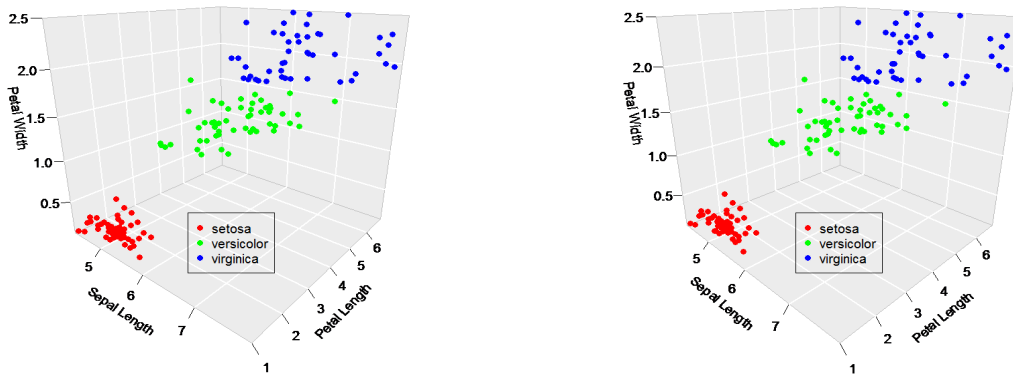 2.5
2.0
1.5
1.0
0.5
Petal Width
5
6
7
Sepal Length
1
2
3
4
5
6
Petal Length
setosa
versicolor
virginica
2.5
2.0
1.5
1.0
0.5
Petal Width
5
6
7
Sepal Length
1
2
3
4
5
6
Petal Length
setosa
versicolor
virginica